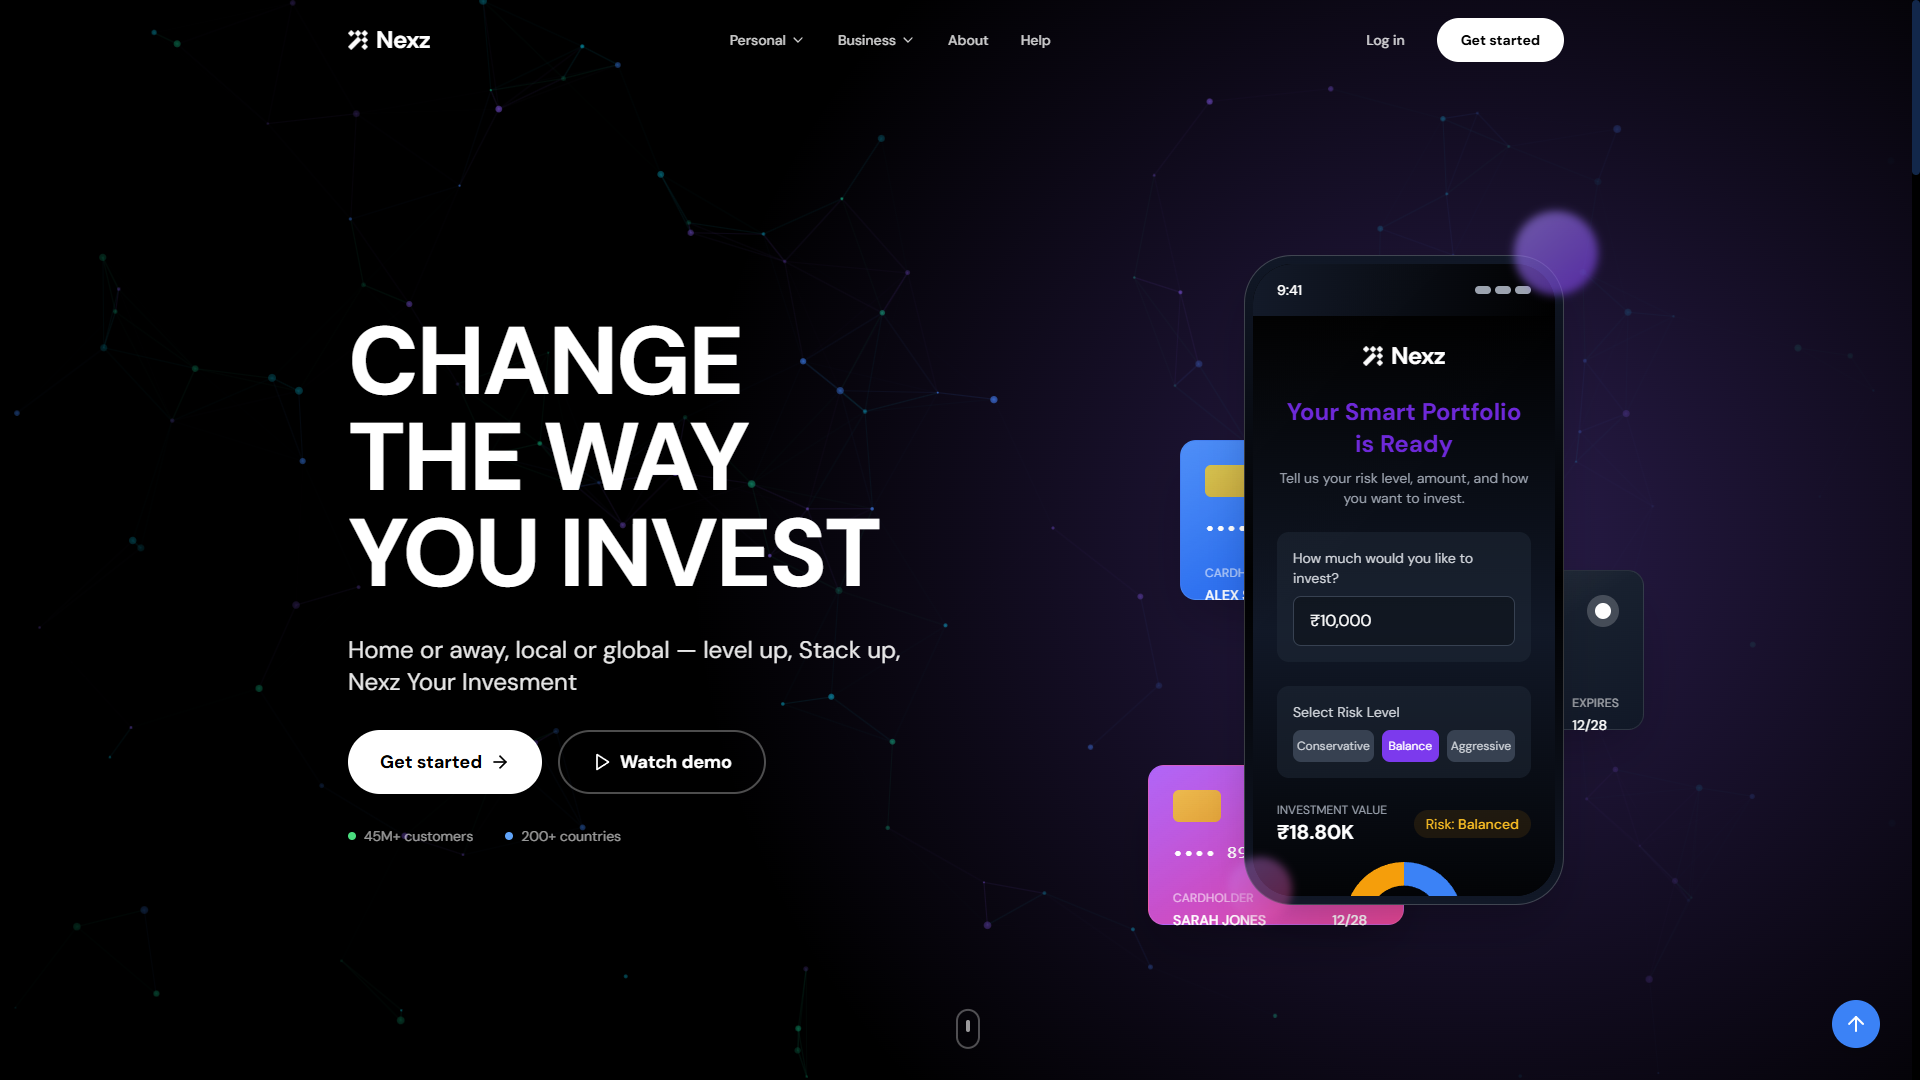 Nexz
Personal
Business
About
Help
Log in
Get started
CHANGE
THE WAY
YOU INVEST
Home or away, local or global — level up, Stack up,
Nexz Your Invesment
Get started
Watch demo
45M+ customers
200+ countries
9:41
Nexz
Your Smart Portfolio
is Ready
Tell us your risk level, amount, and how
you want to invest.
How much would you like to
invest?
₹10,000
Select Risk Level
Conservative
Balance
Aggressive
INVESTMENT VALUE
₹18.80K
Risk: Balanced
•••• 
CARDH
ALEX
EXPIRES
12/28
•••• 89
CARDHOLDER
SARAH JONES
12/28